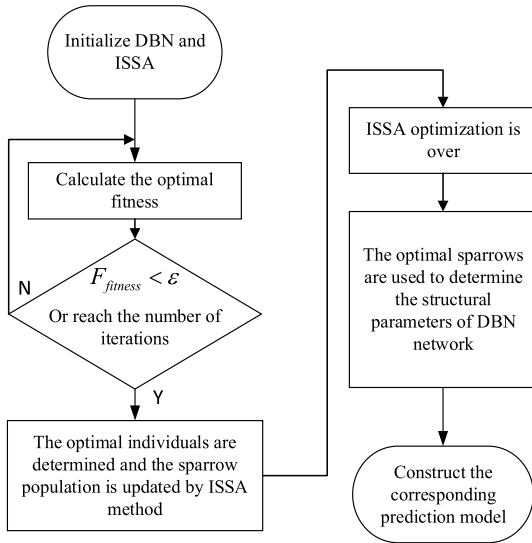 Initialize DBN and
ISSA
Calculate the optimal
fitness
F_fitness < ε
Or reach the number of
iterations
N
Y
The optimal individuals are
determined and the sparrow
population is updated by ISSA
method
ISSA optimization is
over
The optimal sparrows
are used to determine
the structural
parameters of DBN
network
Construct the
corresponding
prediction model